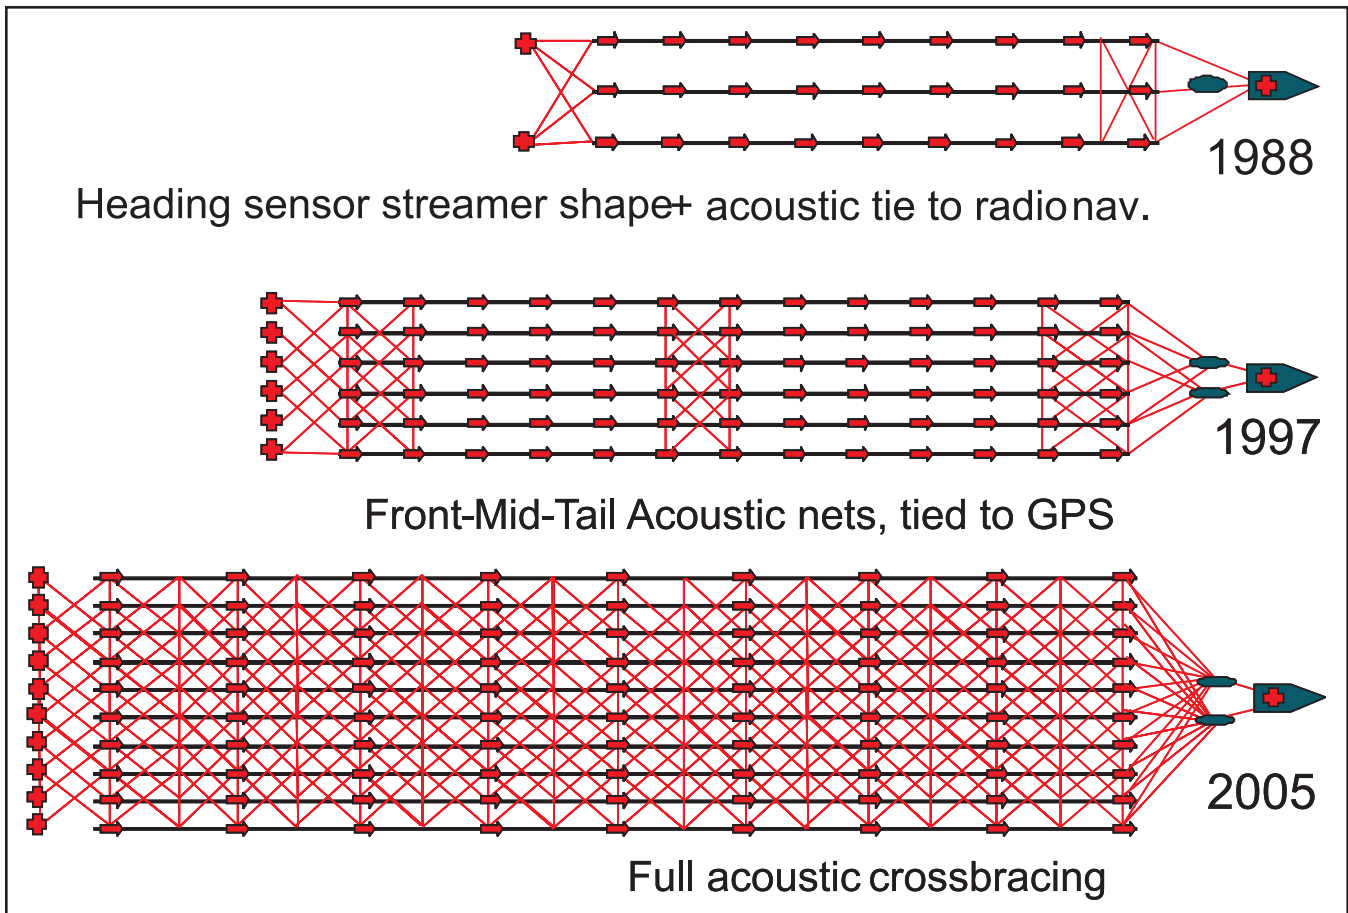 1988
Heading sensor streamer shape+ acoustic tie to radionav.
1997
Front-Mid-Tail Acoustic nets, tied to GPS
2005
Full acoustic crossbracing